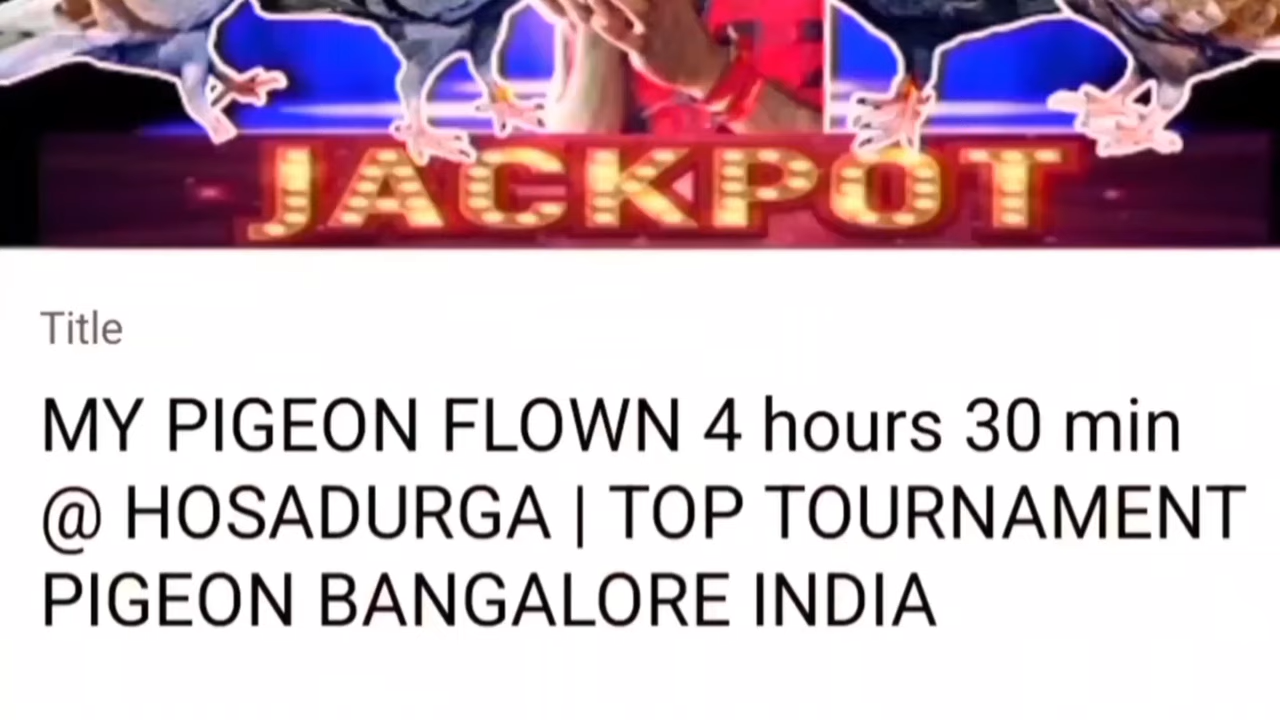 JACKPOT
Title
MY PIGEON FLOWN 4 hours 30 min
@ HOSADURGA | TOP TOURNAMENT
PIGEON BANGALORE INDIA